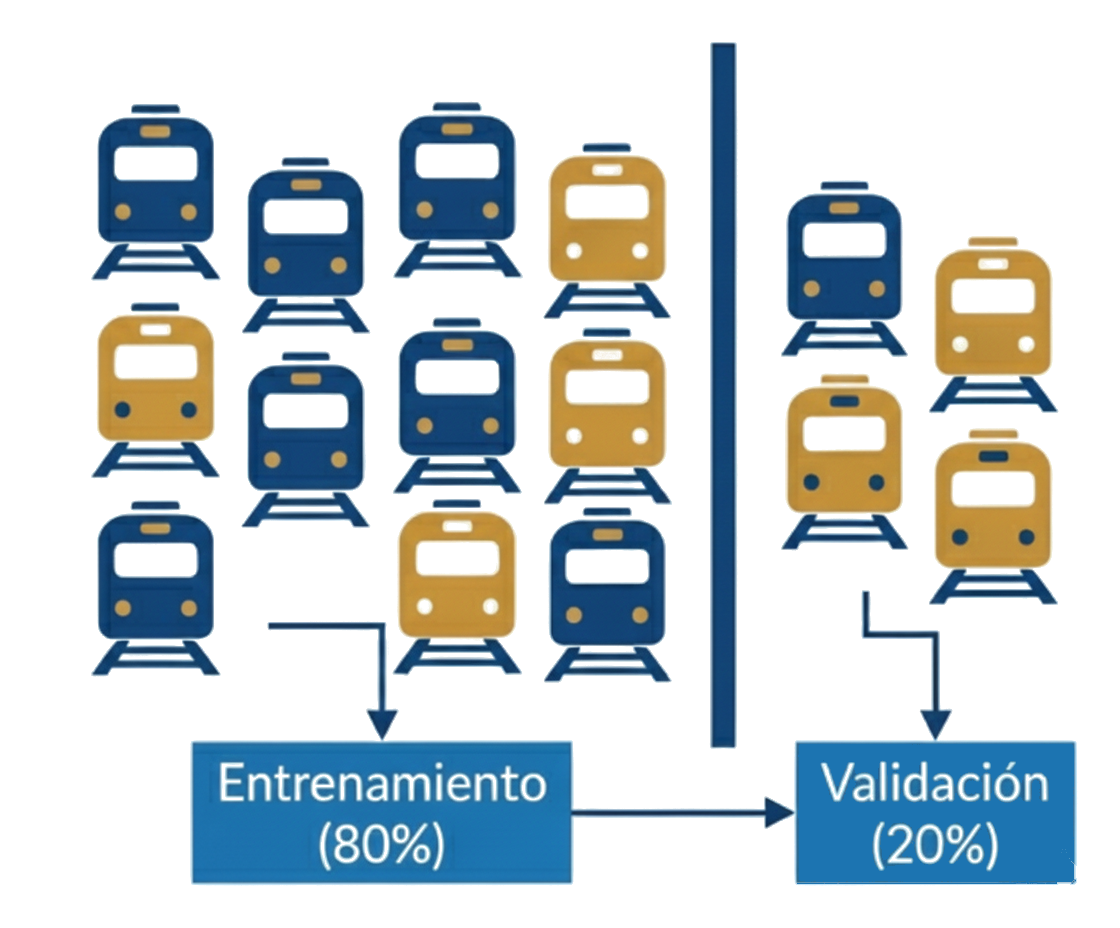 Entrenamiento
(80%)
Validación
(20%)